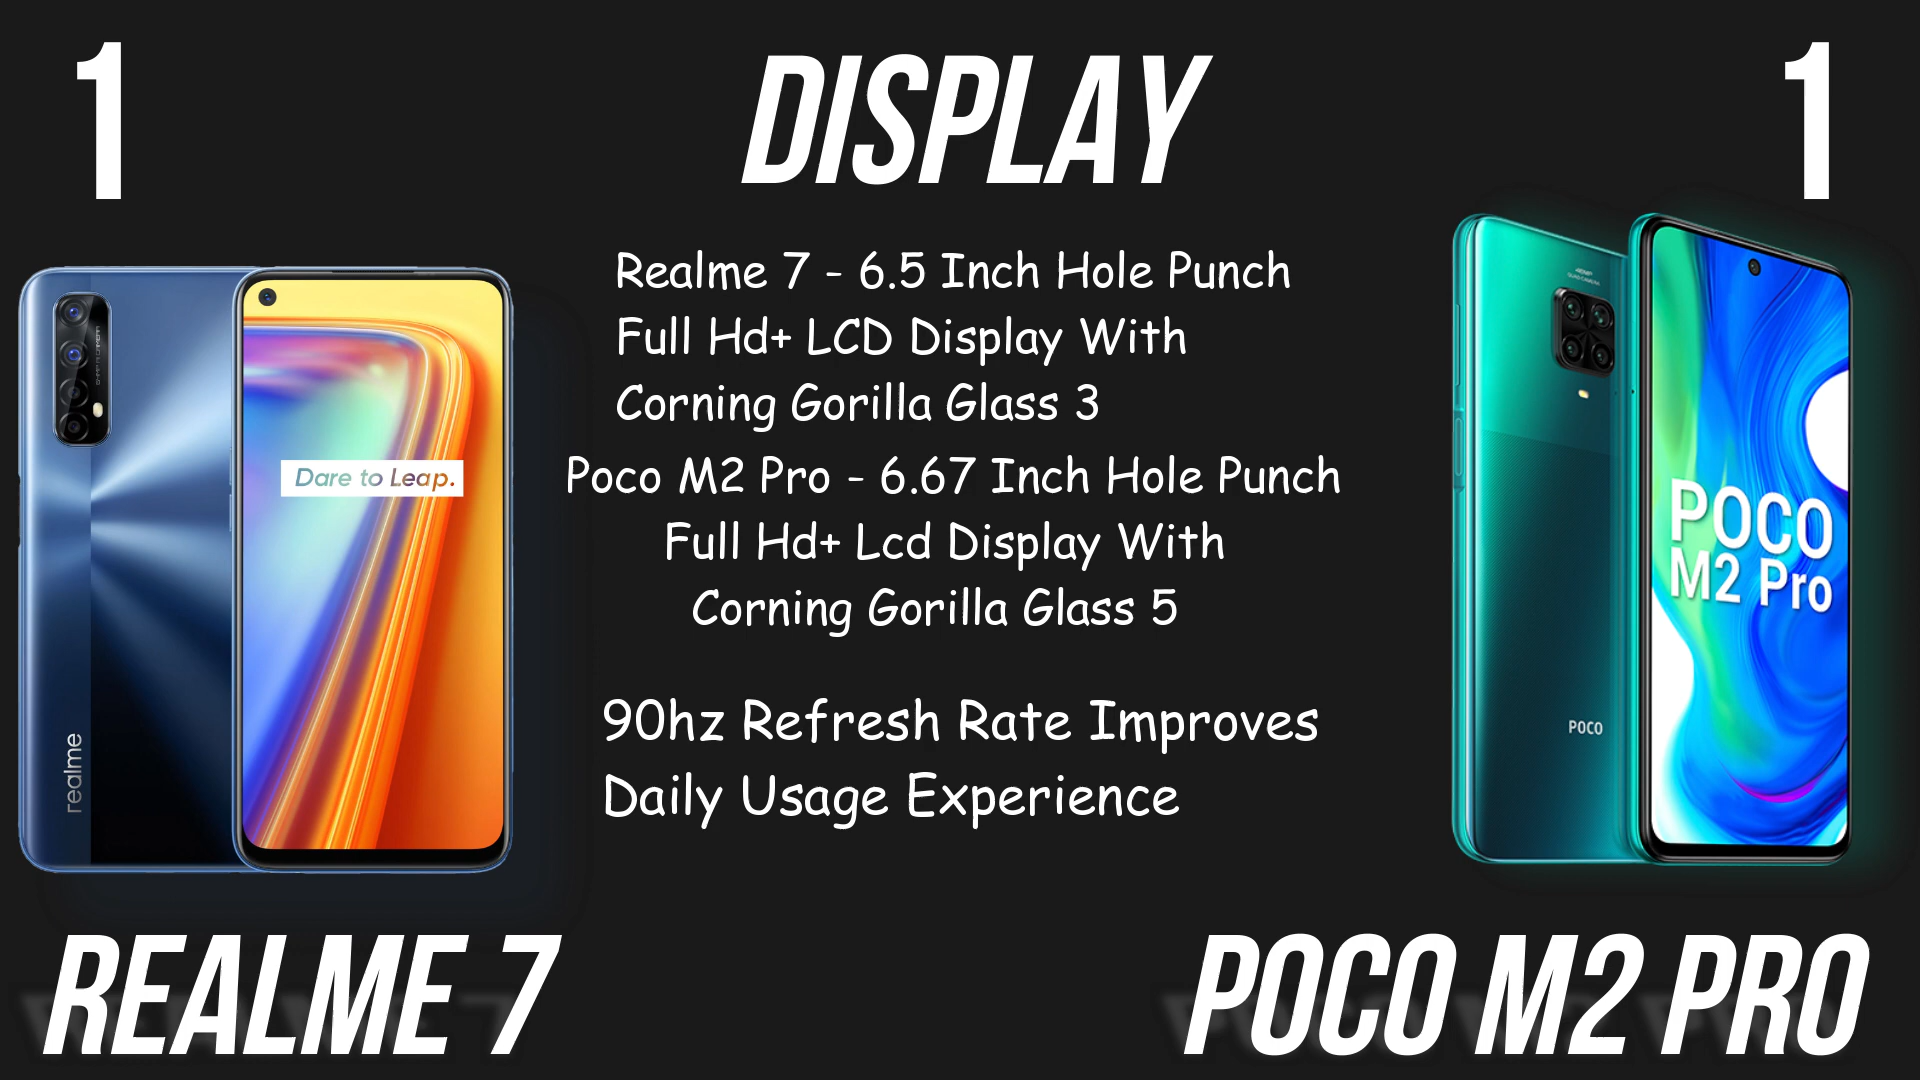 1
DISPLAY
1
Realme 7 - 6.5 Inch Hole Punch
Full Hd+ LCD Display With
Corning Gorilla Glass 3
Poco M2 Pro - 6.67 Inch Hole Punch
Full Hd+ Lcd Display With
Corning Gorilla Glass 5
90hz Refresh Rate Improves
Daily Usage Experience
Dare to Leap.
realme
POCO
POCO
M2 Pro
REALME 7
POCO M2 PRO